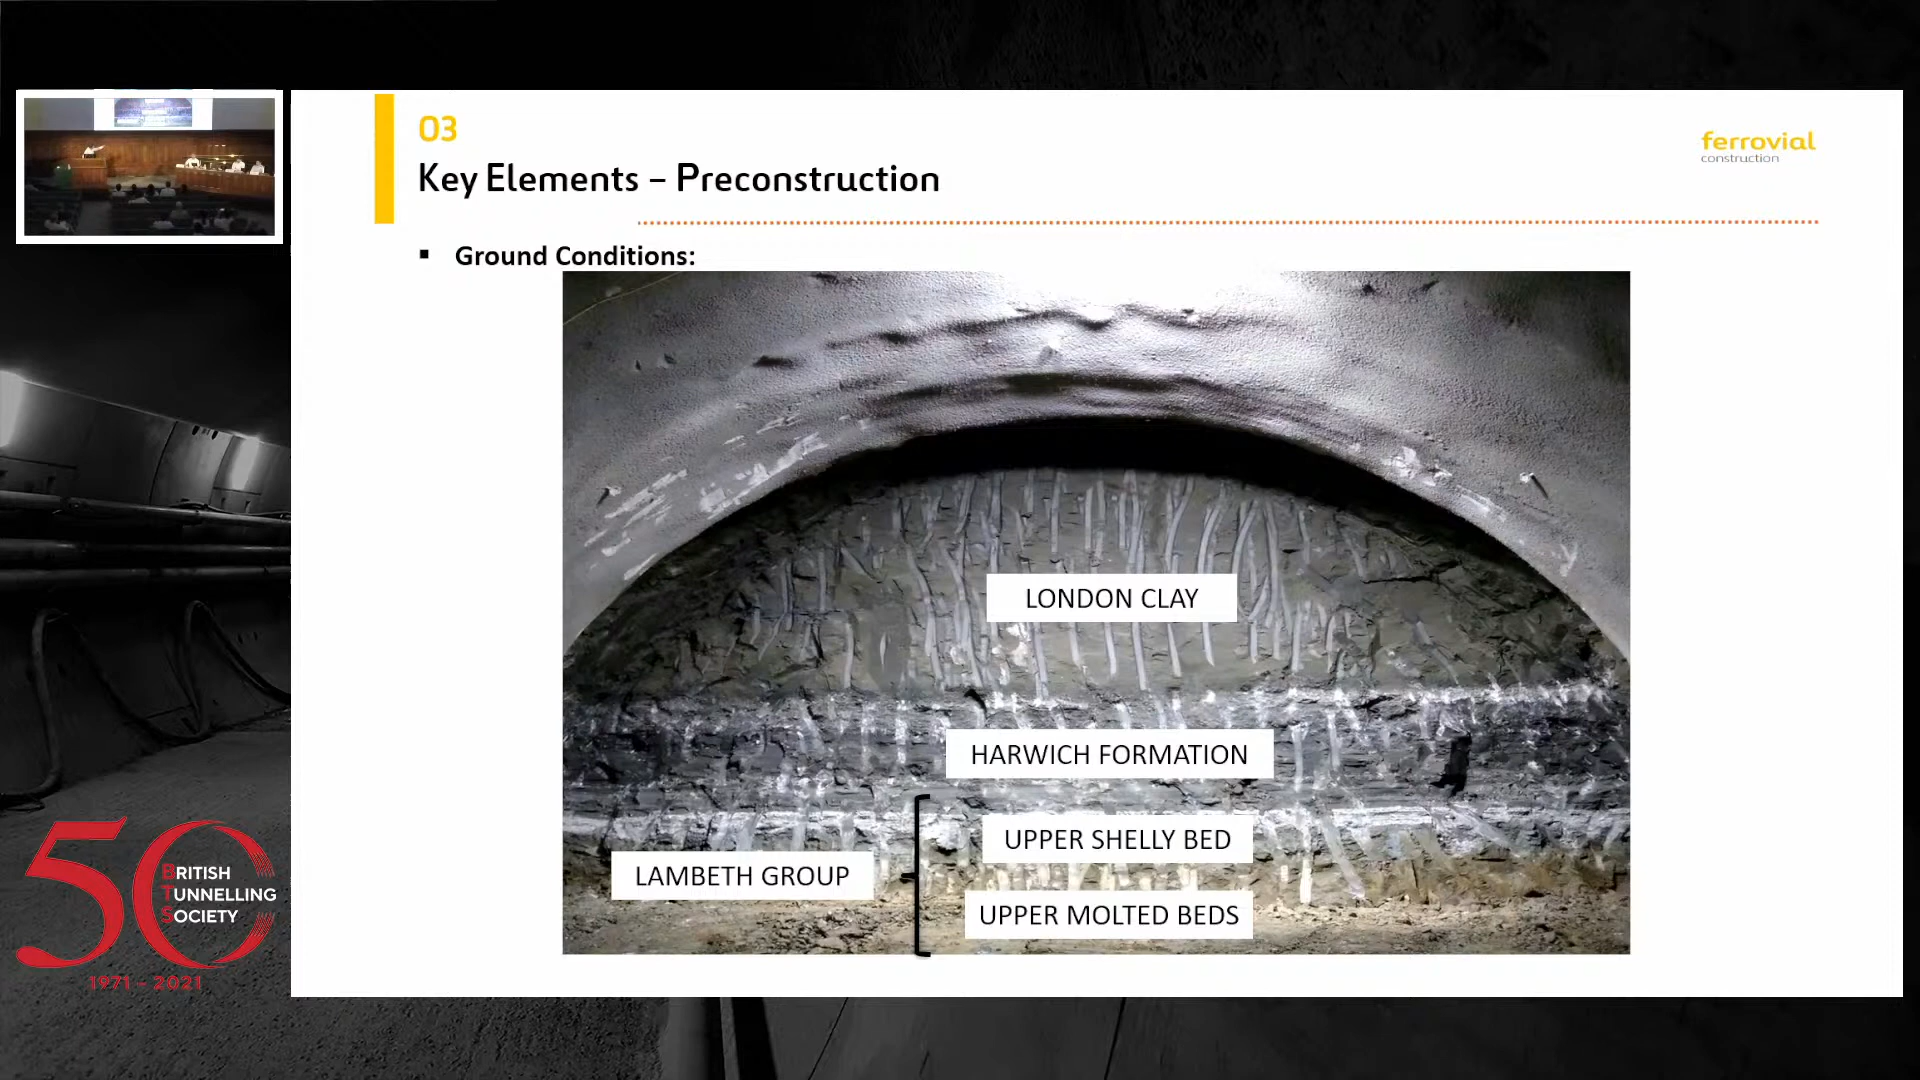 03
Key Elements – Preconstruction
ferrovial
construction
▪ Ground Conditions:
LONDON CLAY
HARWICH FORMATION
UPPER SHELLY BED
LAMBETH GROUP
UPPER MOLTED BEDS
50
BRITISH
TUNNELLING
SOCIETY
1971 - 2021